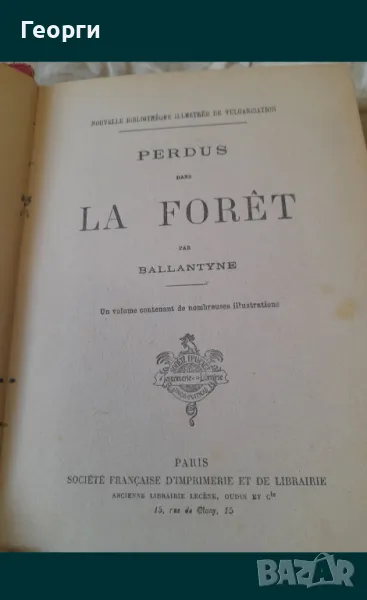 Георги
NOUVELLE BIBLIOTHÈQUE ILLUSTRÉE DE VULGARISATION
PERDUS
DANS
LA FORÊT
PAR
BALLANTYNE
Un volume contenant de nombreuses illustrations
PARIS
SOCIÉTÉ FRANÇAISE D'IMPRIMERIE ET DE LIBRAIRIE
ANCIENNE LIBRAIRIE LECÈNE, OUDIN ET Cie
15, rue de Cluny, 15
BAZAR